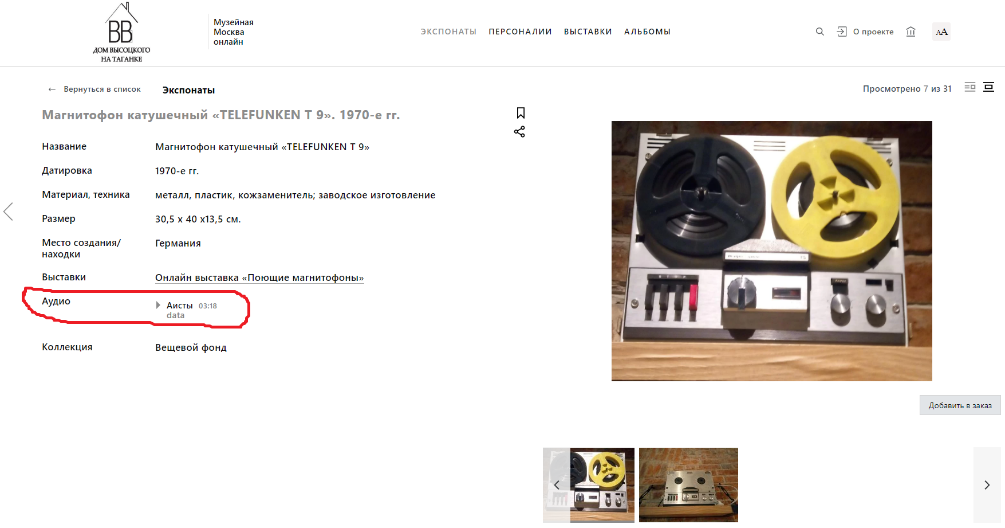 ВВ
ДОМ ВЫСОЦКОГО
НА ТАГАНКЕ
Музейная
Москва
онлайн
ЭКСПОНАТЫ ПЕРСОНАЛИИ ВЫСТАВКИ АЛЬБОМЫ
О проекте
АА
← Вернуться в список Экспонаты
Просмотрено 7 из 31
Магнитофон катушечный «TELEFUNKEN T 9». 1970-е гг.
Название Магнитофон катушечный «TELEFUNKEN T 9»
Датировка 1970-е гг.
Материал, техника металл, пластик, кожзаменитель; заводское изготовление
Размер 30,5 х 40 х13,5 см.
Место создания/
находки Германия
Выставки Онлайн выставка «Поющие магнитофоны»
Аудио Аисты 03:18
data
Коллекция Вещевой фонд
Добавить в заказ